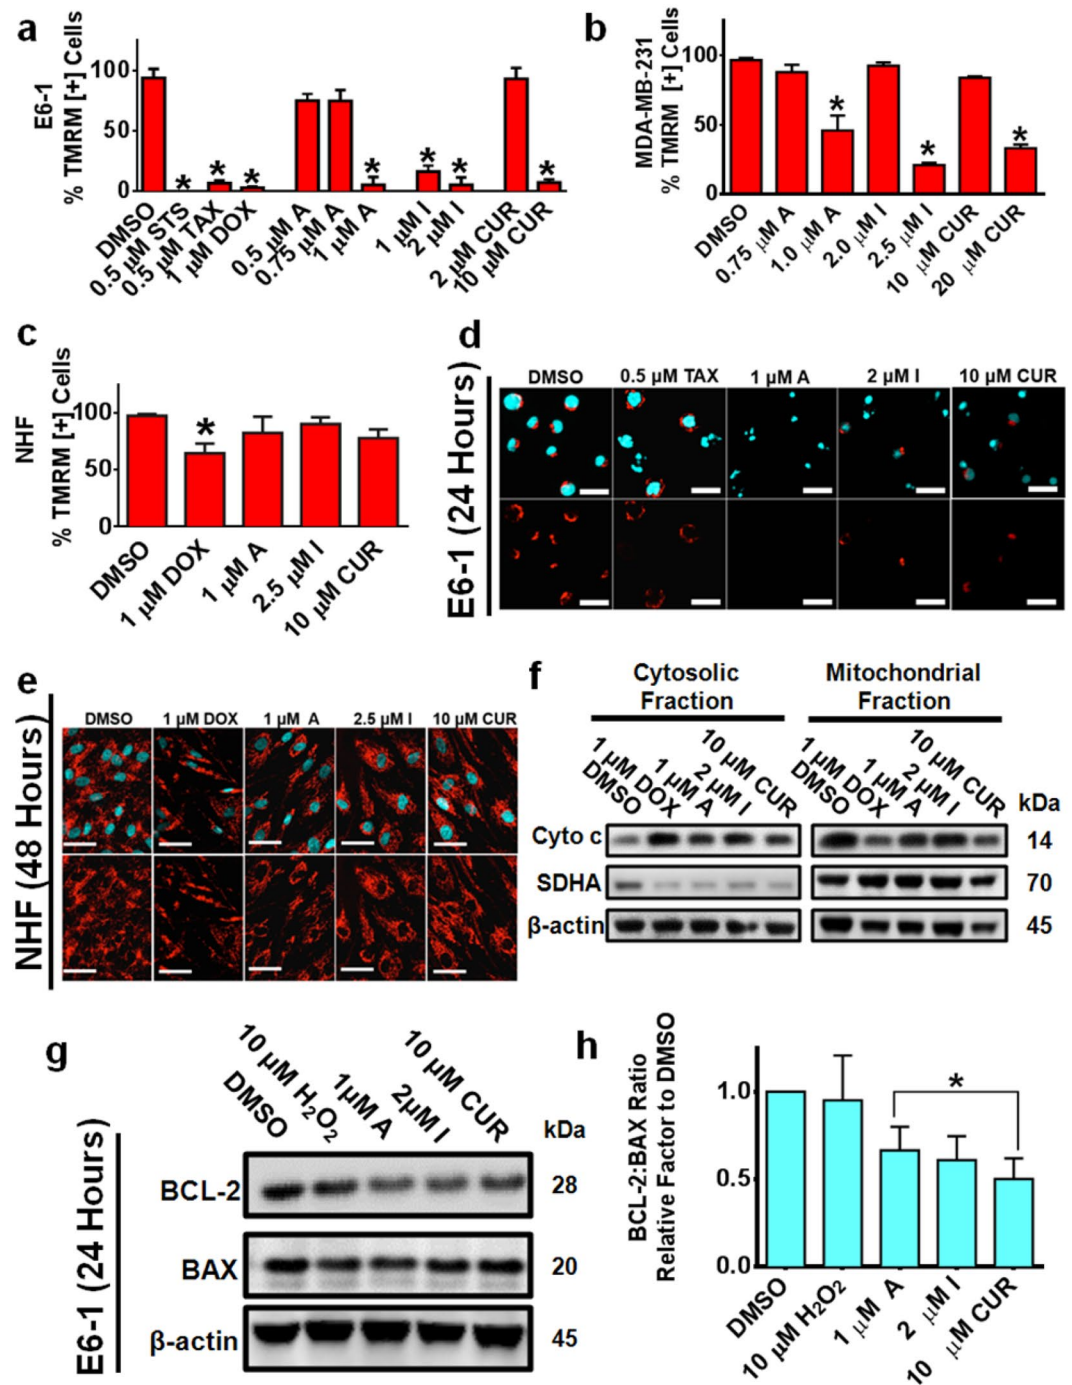 a
E6-1
% TMRM [+] Cells
100
50
0
*
*
*
*
*
*
*
DMSO
0.5 µM STS
0.5 µM TAX
1 µM DOX
0.5 µM A
0.75 µM A
1 µM A
1 µM I
2 µM I
2 µM CUR
10 µM CUR
b
MDA-MB-231
% TMRM [+] Cells
100
50
0
*
*
*
DMSO
0.75 µM A
1.0 µM A
2.0 µM I
2.5 µM I
10 µM CUR
20 µM CUR
c
NHF
% TMRM [+] Cells
100
50
0
*
DMSO
1 µM DOX
1 µM A
2.5 µM I
10 µM CUR
d
E6-1 (24 Hours)
DMSO 0.5 µM TAX 1 µM A 2 µM I 10 µM CUR
e
NHF (48 Hours)
DMSO 1 µM DOX 1 µM A 2.5 µM I 10 µM CUR
f
Cytosolic
Fraction
Mitochondrial
Fraction
DMSO
1 µM DOX
1 µM A
2 µM I
10 µM CUR
DMSO
1 µM DOX
1 µM A
2 µM I
10 µM CUR
kDa
Cyto c 14
SDHA 70
β-actin 45
g
E6-1 (24 Hours)
DMSO
10 µM H₂O₂
1µM A
2µM I
10 µM CUR
kDa
BCL-2 28
BAX 20
β-actin 45
h
BCL-2:BAX Ratio
Relative Factor to DMSO
1.0
0.5
0.0
*
DMSO
10 µM H₂O₂
1 µM A
2 µM I
10 µM CUR